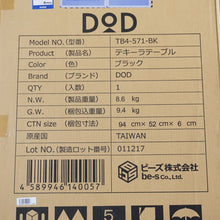 DOD
Model NO.(型番) TB4-571-BK
Product (製品名) テキーラテーブル
Color (色) ブラック
Brand (ブランド) DOD
QTY (入数) 1
N.W. (製品重量) 8.6 kg
G.W. (梱包総重量) 9.4 kg
CTN size (梱包寸法) 94 cm× 52 cm× 6 cm
原産国 TAIWAN
Lot NO. (製造ロット番号) 011217
ビーズ株式会社
be-s Co., Ltd.
4 589946 140057
5